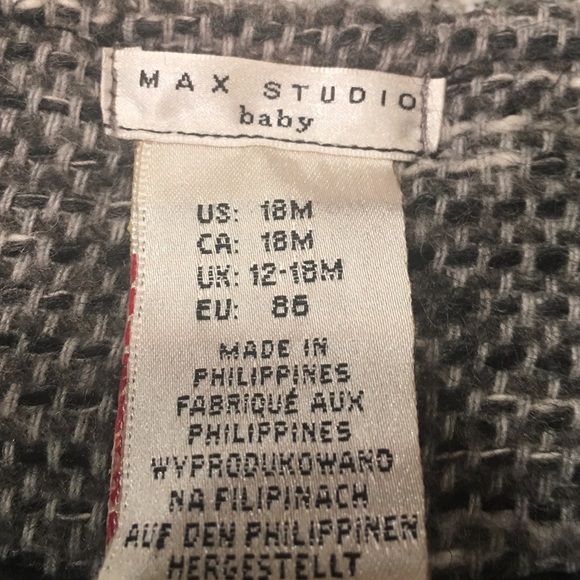 MAX STUDIO
baby
US: 18M
CA: 18M
UK: 12-18M
EU: 86
MADE IN
PHILIPPINES
FABRIQUÉ AUX
PHILIPPINES
WYPRODUKOWANO
NA FILIPINACH
AUF DEN PHILIPPINEN
HERGESTELLT